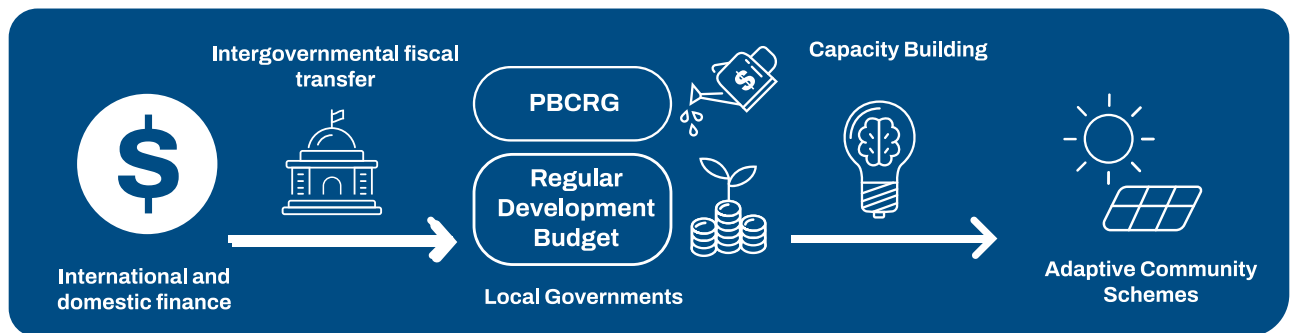 Intergovernmental fiscal
transfer
Capacity Building
PBCRG
$
$
Regular
Development
Budget
International and
domestic finance
Local Governments
Adaptive Community
Schemes